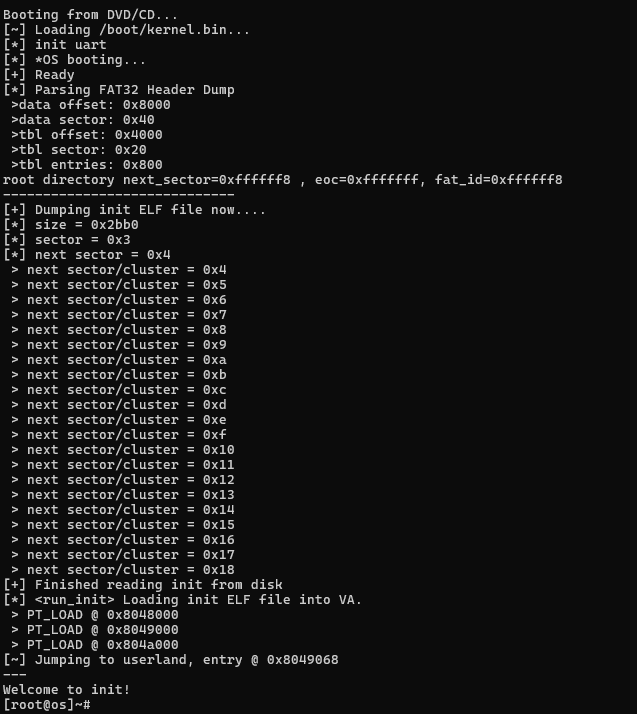 Booting from DVD/CD...
[~] Loading /boot/kernel.bin...
[*] init uart
[*] *OS booting...
[+] Ready
[*] Parsing FAT32 Header Dump
 >data offset: 0x8000
 >data sector: 0x40
 >tbl offset: 0x4000
 >tbl sector: 0x20
 >tbl entries: 0x800
root directory next_sector=0xffffff8 , eoc=0xfffffff, fat_id=0xffffff8
-----------------------------
[+] Dumping init ELF file now....
[*] size = 0x2bb0
[*] sector = 0x3
[*] next sector = 0x4
 > next sector/cluster = 0x4
 > next sector/cluster = 0x5
 > next sector/cluster = 0x6
 > next sector/cluster = 0x7
 > next sector/cluster = 0x8
 > next sector/cluster = 0x9
 > next sector/cluster = 0xa
 > next sector/cluster = 0xb
 > next sector/cluster = 0xc
 > next sector/cluster = 0xd
 > next sector/cluster = 0xe
 > next sector/cluster = 0xf
 > next sector/cluster = 0x10
 > next sector/cluster = 0x11
 > next sector/cluster = 0x12
 > next sector/cluster = 0x13
 > next sector/cluster = 0x14
 > next sector/cluster = 0x15
 > next sector/cluster = 0x16
 > next sector/cluster = 0x17
 > next sector/cluster = 0x18
[+] Finished reading init from disk
[*] <run_init> Loading init ELF file into VA.
 > PT_LOAD @ 0x8048000
 > PT_LOAD @ 0x8049000
 > PT_LOAD @ 0x804a000
[~] Jumping to userland, entry @ 0x8049068
---
Welcome to init!
[root@os]~#